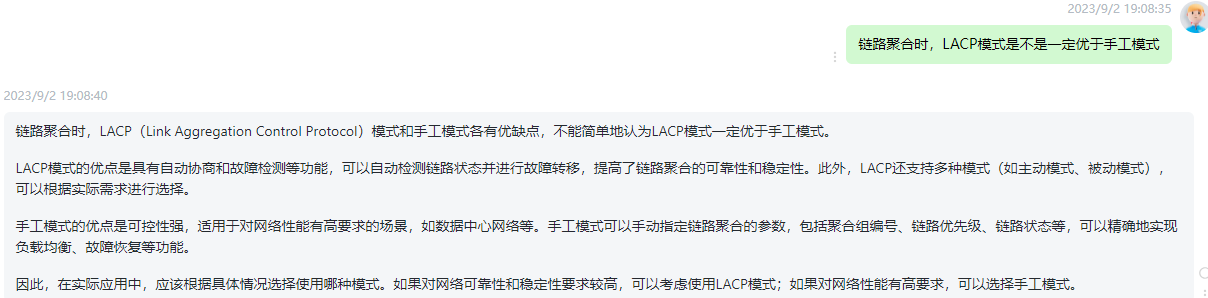 2023/9/2 19:08:35
链路聚合时，LACP模式是不是一定优于手工模式
2023/9/2 19:08:40
链路聚合时，LACP（Link Aggregation Control Protocol）模式和手工模式各有优缺点，不能简单地认为LACP模式一定优于手工模式。
LACP模式的优点是具有自动协商和故障检测等功能，可以自动检测链路状态并进行故障转移，提高了链路聚合的可靠性和稳定性。此外，LACP还支持多种模式（如主动模式、被动模式），
可以根据实际需求进行选择。
手工模式的优点是可控性强，适用于对网络性能有高要求的场景，如数据中心网络等。手工模式可以手动指定链路聚合的参数，包括聚合组编号、链路优先级、链路状态等，可以精确地实现
负载均衡、故障恢复等功能。
因此，在实际应用中，应该根据具体情况选择使用哪种模式。如果对网络可靠性和稳定性要求较高，可以考虑使用LACP模式；如果对网络性能有高要求，可以选择手工模式。